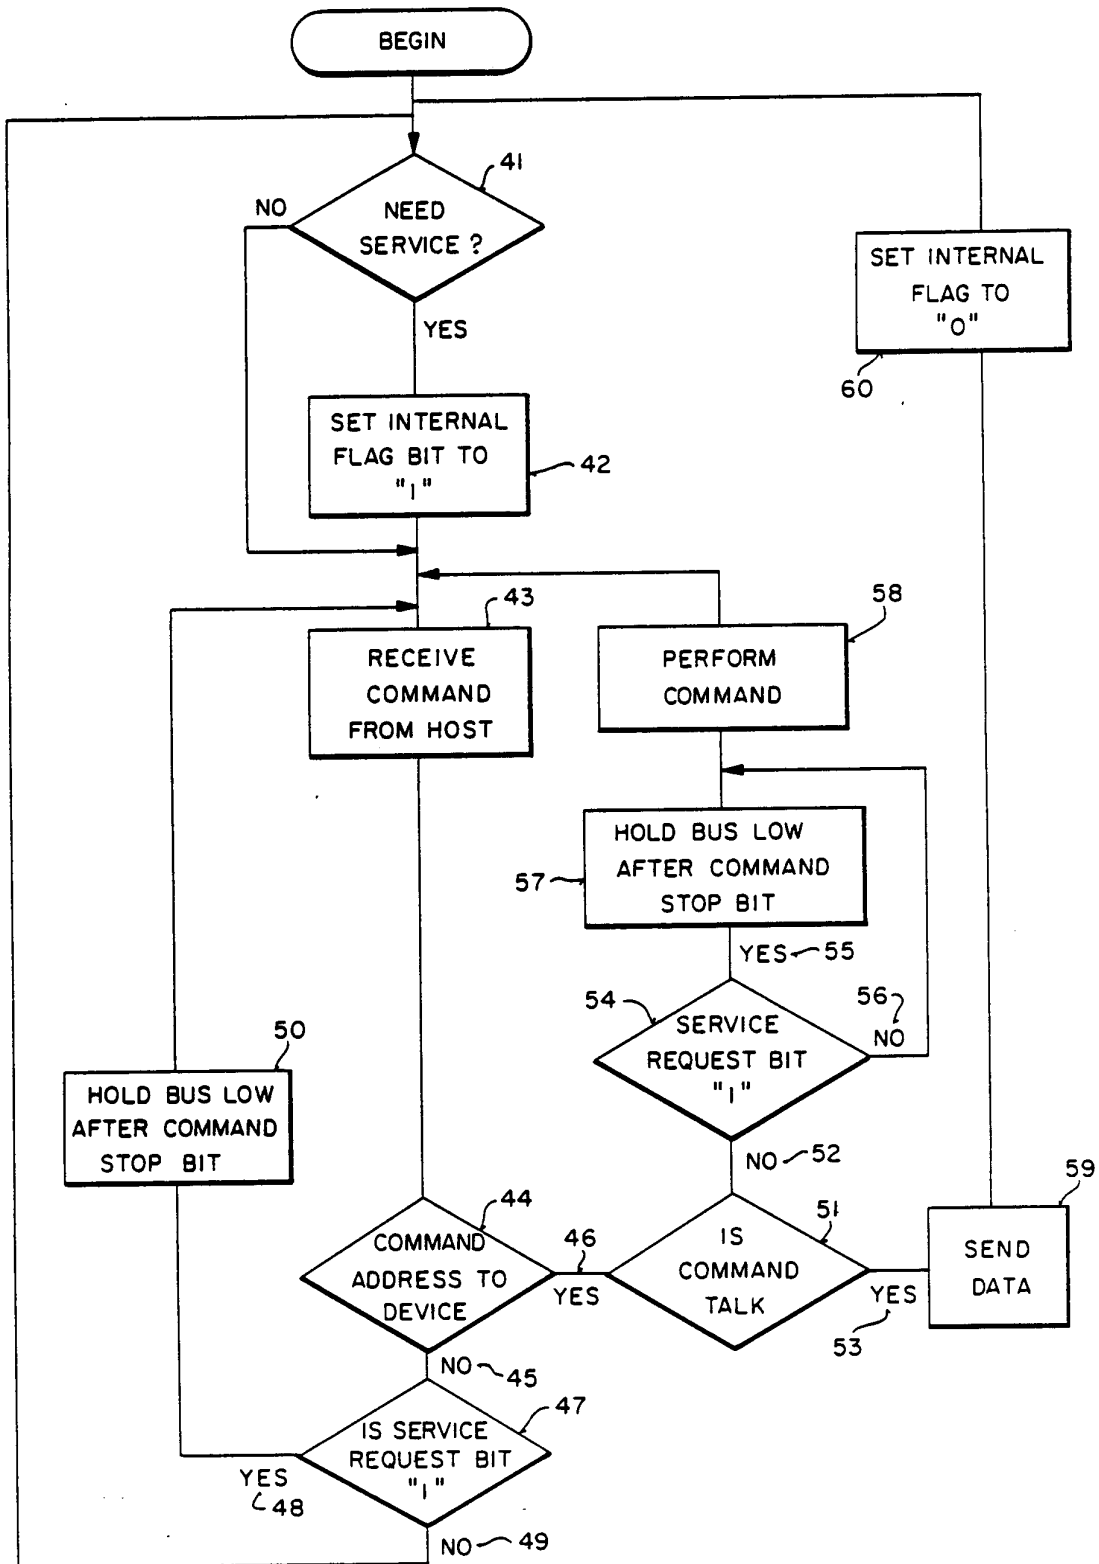 BEGIN
41
NO
NEED
SERVICE ?
YES
SET INTERNAL
FLAG TO
"0"
60
SET INTERNAL
FLAG BIT TO
"1"
42
43
RECEIVE
COMMAND
FROM HOST
58
PERFORM
COMMAND
HOLD BUS LOW
AFTER COMMAND
STOP BIT
57
YES 55
54
SERVICE
REQUEST BIT
"1"
56
NO
NO 52
50
HOLD BUS LOW
AFTER COMMAND
STOP BIT
44
COMMAND
ADDRESS TO
DEVICE
46
YES
51
IS
COMMAND
TALK
YES
53
59
SEND
DATA
NO 45
47
IS SERVICE
REQUEST BIT
"1"
YES
48
NO 49